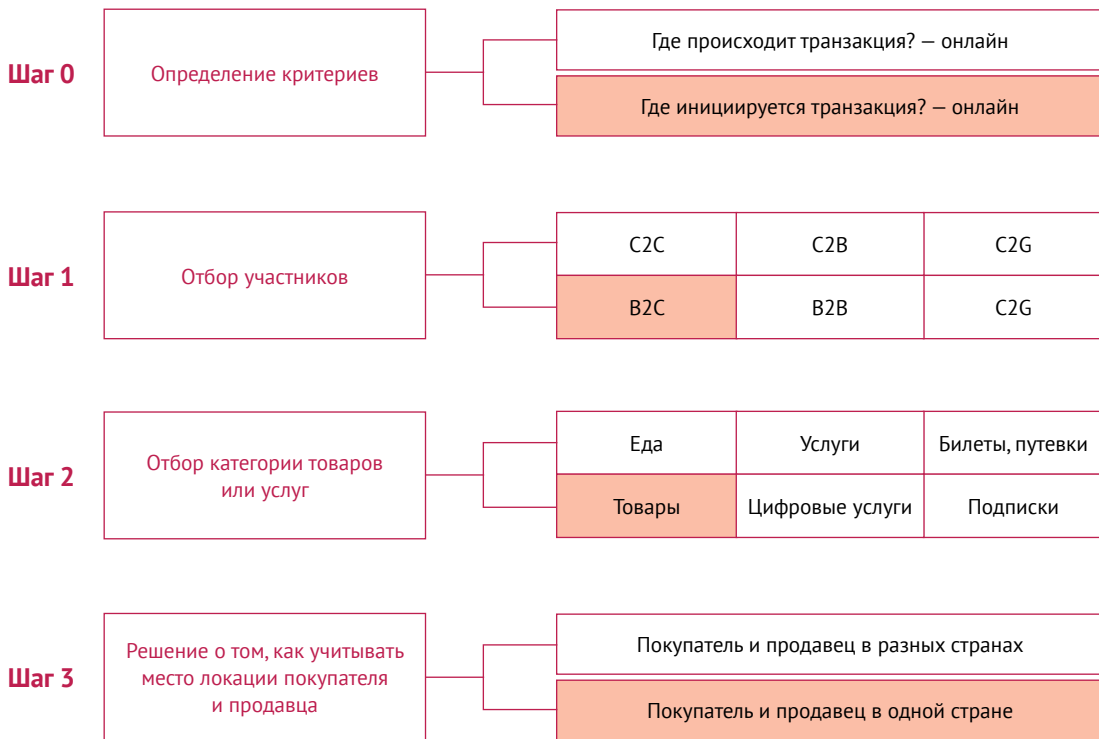 Шаг 0
Определение критериев
Где происходит транзакция? — онлайн
Где инициируется транзакция? — онлайн
Шаг 1
Отбор участников
C2C
C2B
C2G
B2C
B2B
C2G
Шаг 2
Отбор категории товаров
или услуг
Еда
Услуги
Билеты, путевки
Товары
Цифровые услуги
Подписки
Шаг 3
Решение о том, как учитывать
место локации покупателя
и продавца
Покупатель и продавец в разных странах
Покупатель и продавец в одной стране